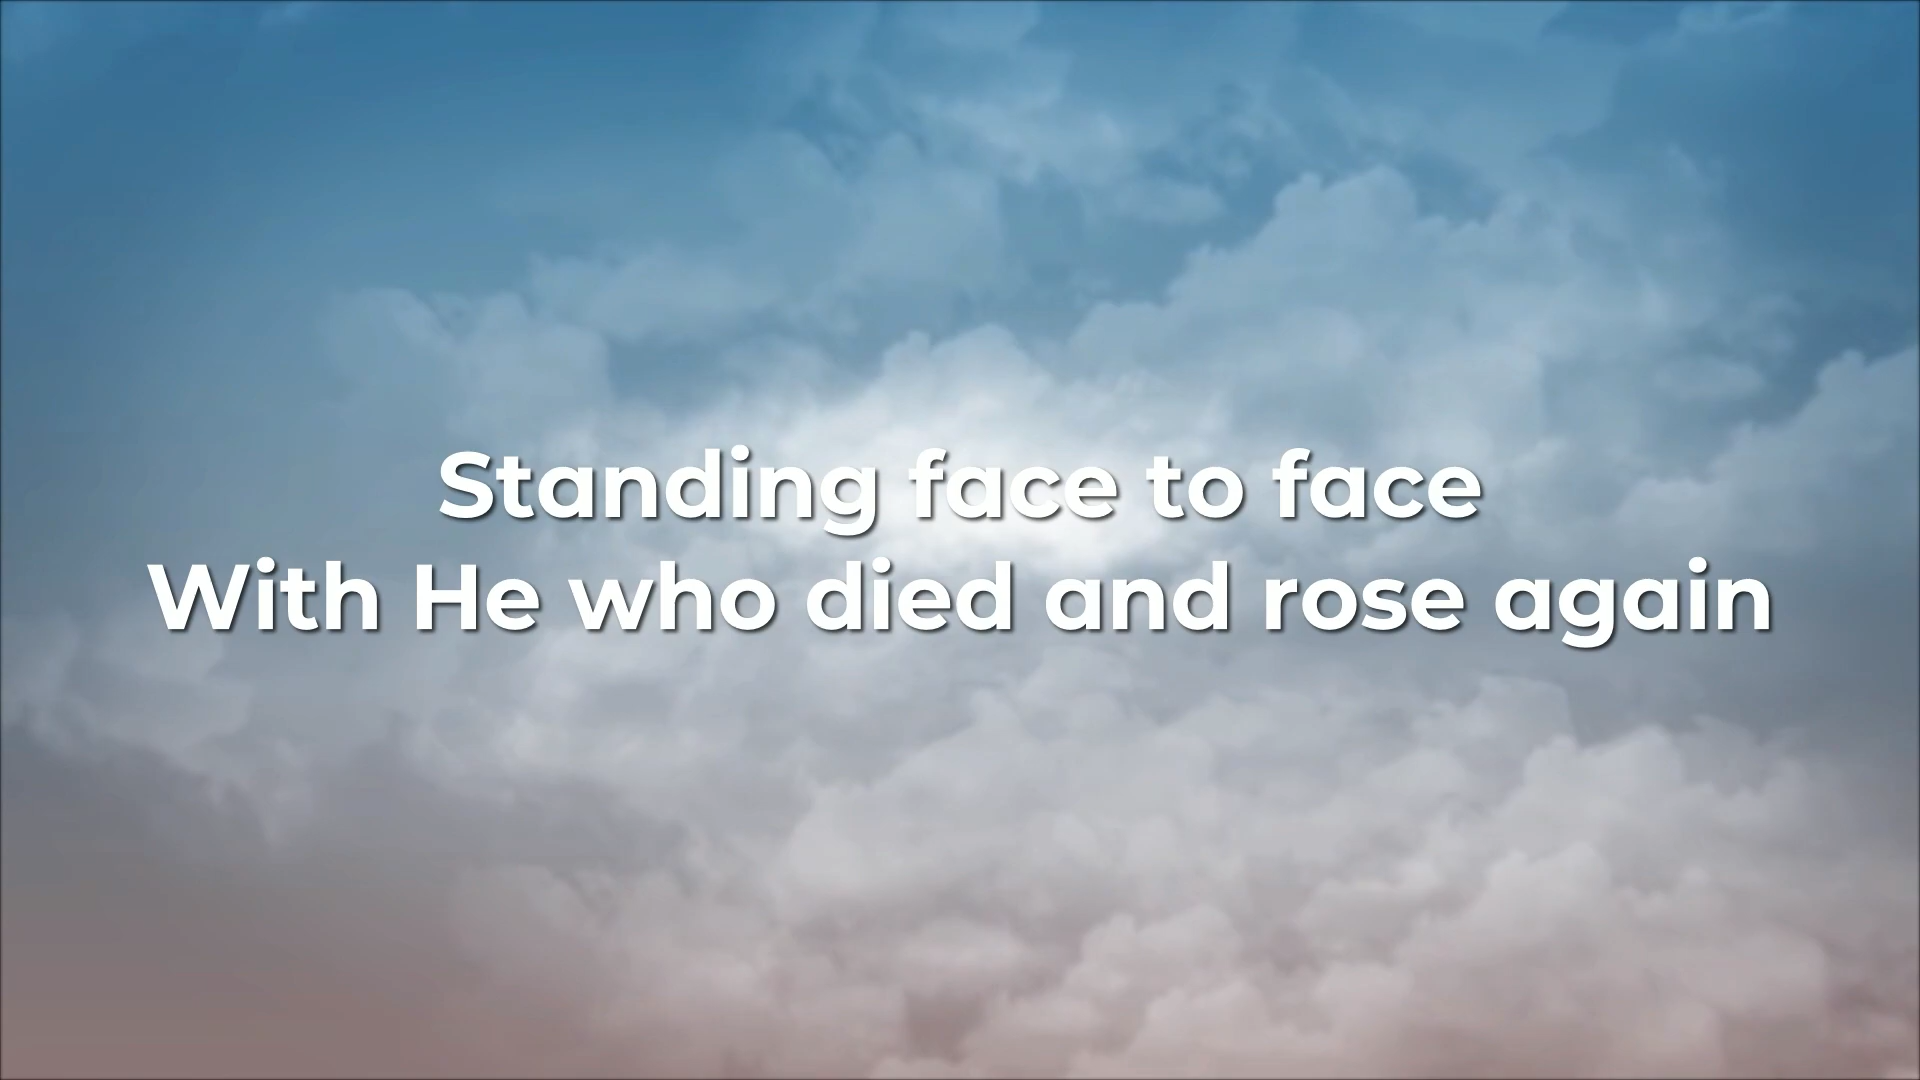 Standing face to face
With He who died and rose again